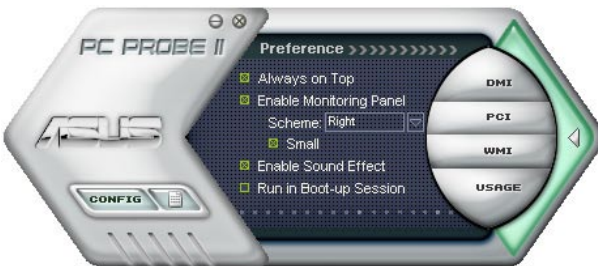 PC PROBE II
Preference >>>>>>>>>>>
Always on Top
Enable Monitoring Panel
Scheme: Right
Small
Enable Sound Effect
Run in Boot-up Session
ASUS
CONFIG
DMI
PCI
WMI
USAGE